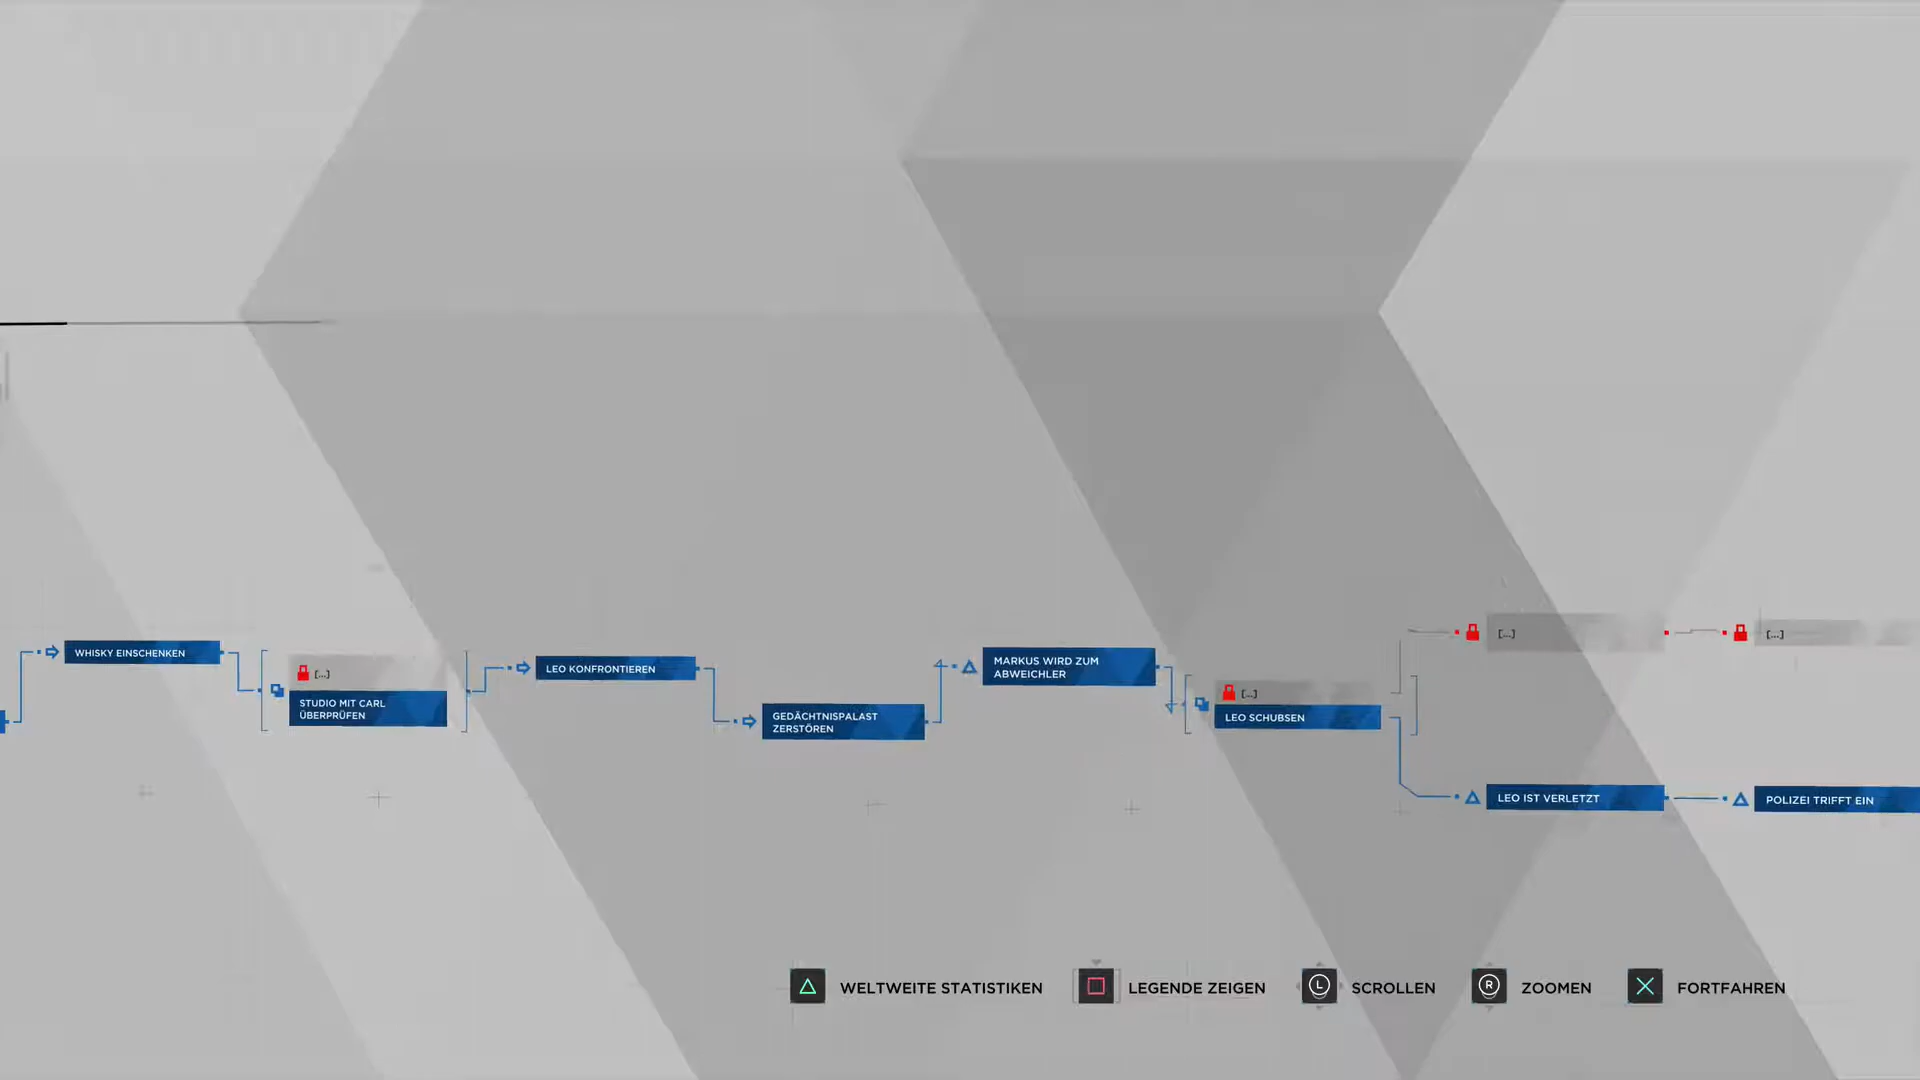 WHISKY EINSCHENKEN
[...]
STUDIO MIT CARL
ÜBERPRÜFEN
LEO KONFRONTIEREN
GEDÄCHTNISPALAST
ZERSTÖREN
MARKUS WIRD ZUM
ABWEICHLER
[...]
LEO SCHUBSEN
[...]
[...]
LEO IST VERLETZT
POLIZEI TRIFFT EIN
WELTWEITE STATISTIKEN
LEGENDE ZEIGEN
L SCROLLEN
R ZOOMEN
FORTFAHREN